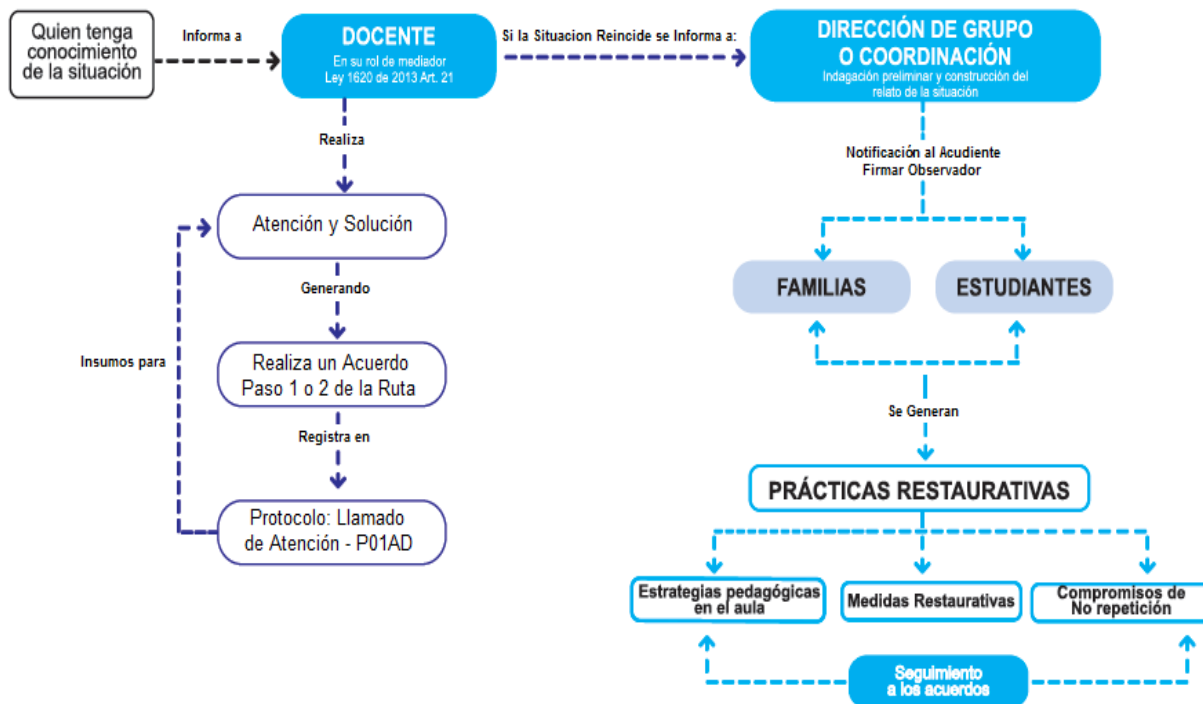 Quien tenga
conocimiento
de la situación
Informa a
DOCENTE
En su rol de mediador
Ley 1620 de 2013 Art. 21
Si la Situacion Reincide se Informa a:
DIRECCIÓN DE GRUPO
O COORDINACIÓN
Indagación preliminar y construcción del
relato de la situación
Realiza
Atención y Solución
Generando
Realiza un Acuerdo
Paso 1 o 2 de la Ruta
Registra en
Protocolo: Llamado
de Atención - P01AD
Insumos para
Notificación al Acudiente
Firmar Observador
FAMILIAS
ESTUDIANTES
Se Generan
PRÁCTICAS RESTAURATIVAS
Estrategias pedagógicas
en el aula
Medidas Restaurativas
Compromisos de
No repetición
Seguimiento
a los acuerdos